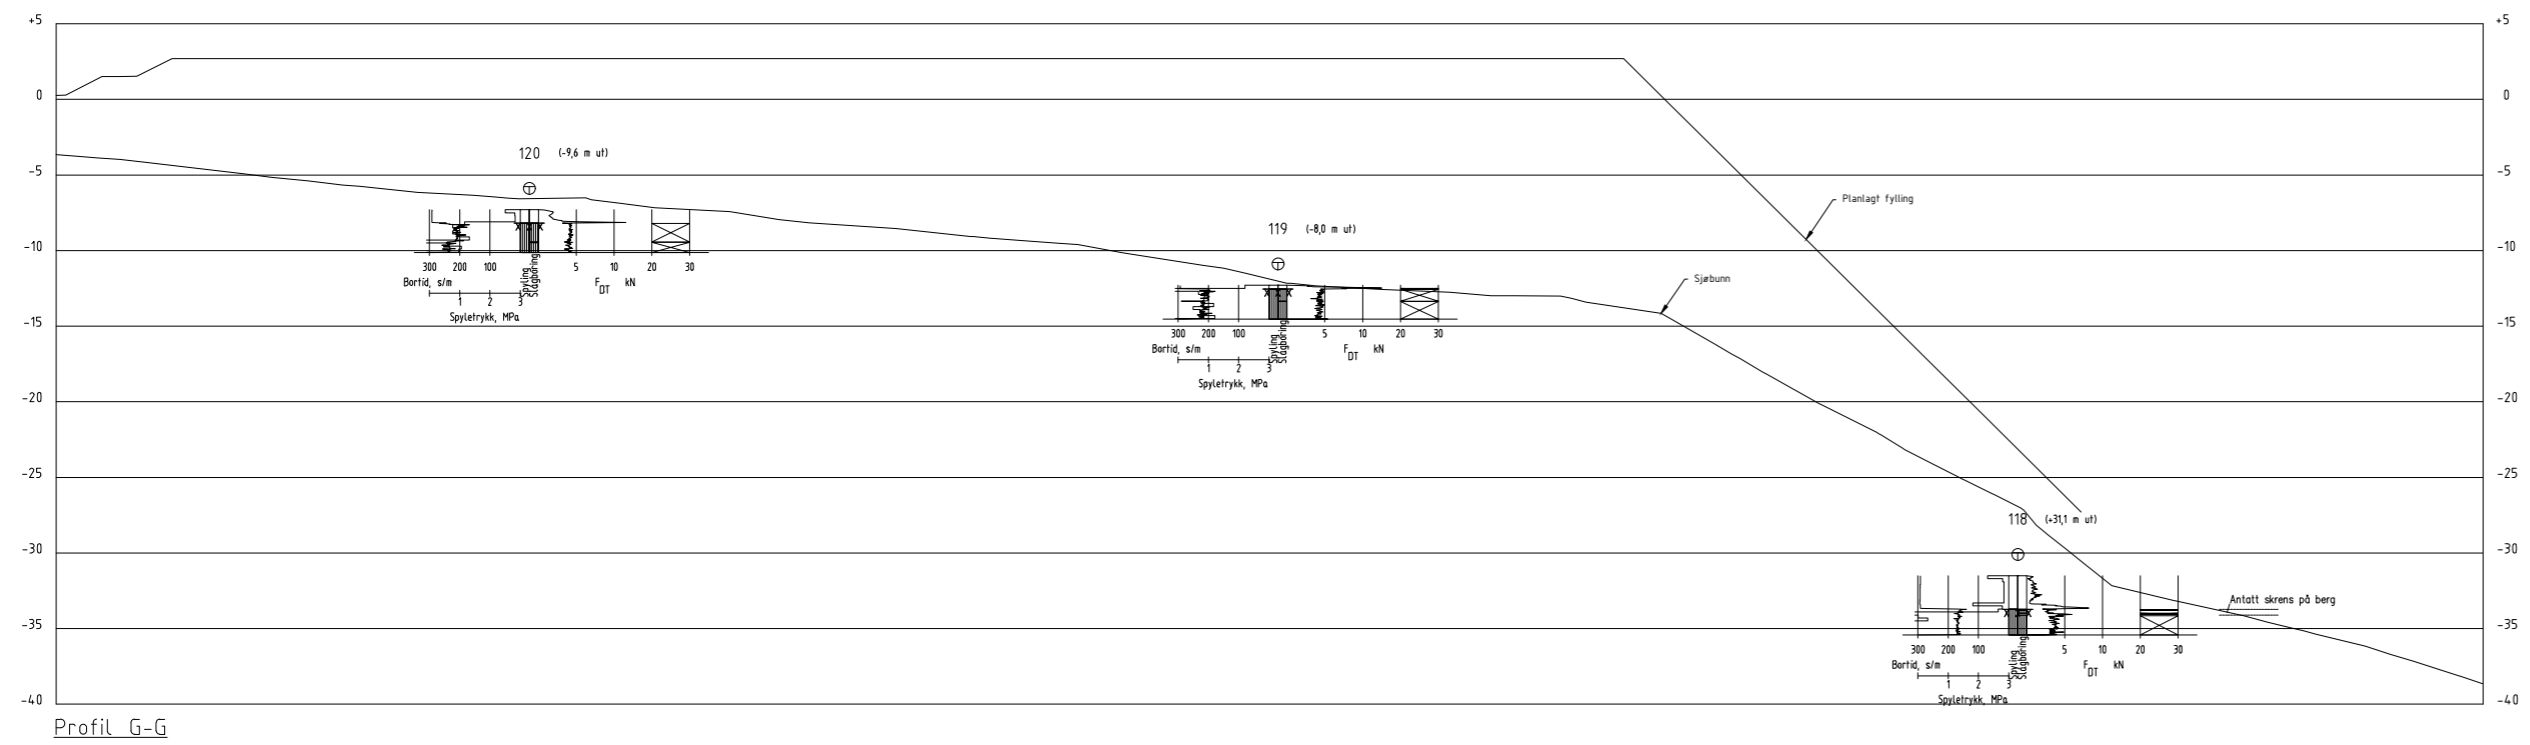 +5 +5
0 0
120 (-9,6 m ut)
-5 -5
Planlagt fylling
119 (-8,0 m ut)
-10 -10
300 200 100 5 10 20 30
Spyling
Slagboring
Bortid, s/m F DT kN
1 2 3
Spyletrykk, MPa
Sjøbunn
-15 -15
300 200 100 5 10 20 30
Spyling
Slagboring
Bortid, s/m F DT kN
1 2 3
Spyletrykk, MPa
-20 -20
-25 -25
118 (+31,1 m ut)
-30 -30
Antatt skrens på berg
-35 -35
300 200 100 5 10 20 30
Spyling
Slagboring
Bortid, s/m F DT kN
1 2 3
Spyletrykk, MPa
-40 -40
Profil G-G